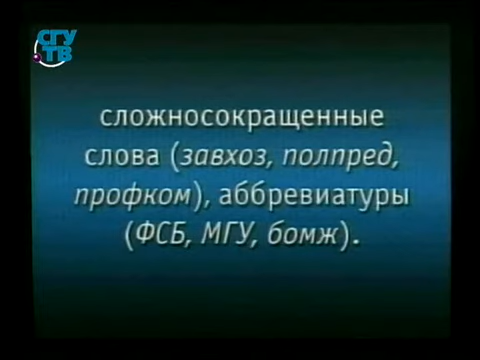 СГУ
ТВ
сложносокращенные
слова (завхоз, полпред,
профком), аббревиатуры
(ФСБ, МГУ, бомж).